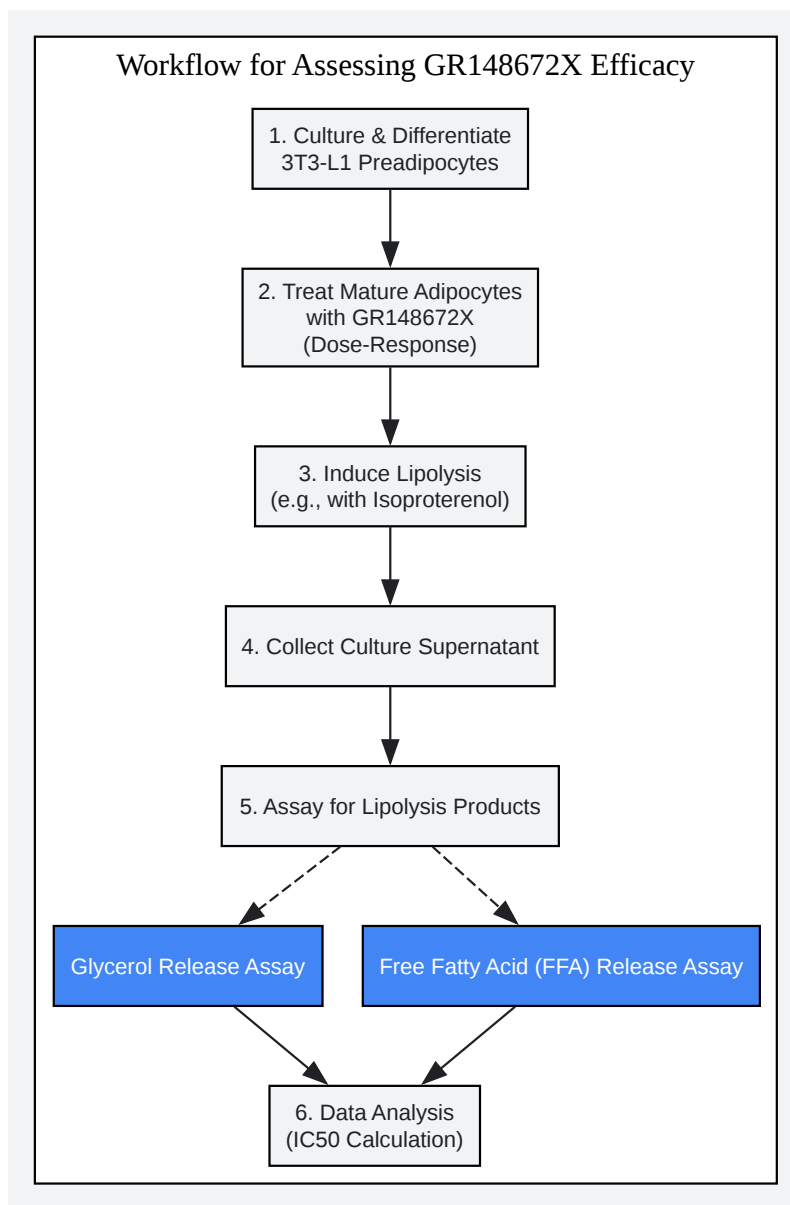 Workflow for Assessing GR148672X Efficacy
1. Culture & Differentiate
3T3-L1 Preadipocytes
2. Treat Mature Adipocytes
with GR148672X
(Dose-Response)
3. Induce Lipolysis
(e.g., with Isoproterenol)
4. Collect Culture Supernatant
5. Assay for Lipolysis Products
Glycerol Release Assay
Free Fatty Acid (FFA) Release Assay
6. Data Analysis
(IC50 Calculation)